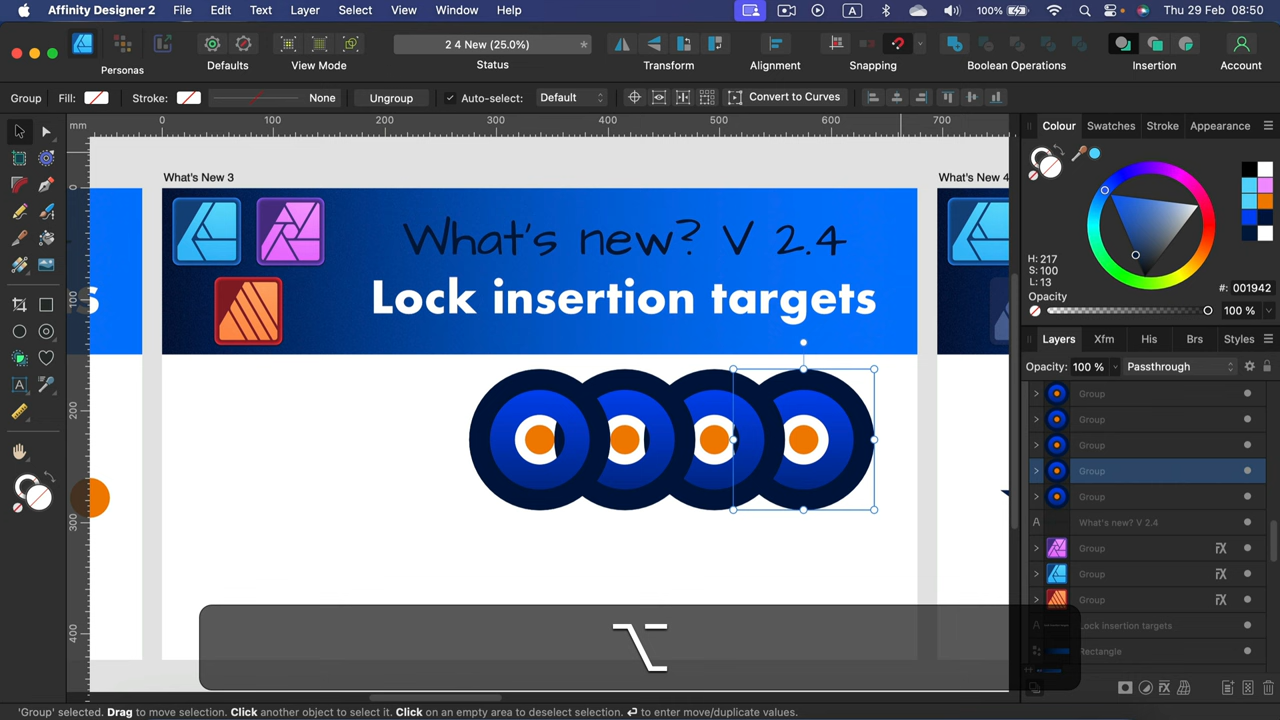 Affinity Designer 2 File Edit Text Layer Select View Window Help 100% Thu 29 Feb 08:50
2 4 New (25.0%) *
Personas Defaults View Mode Status Transform Alignment Snapping Boolean Operations Insertion Account
Group Fill: Stroke: None Ungroup Auto-select: Default Convert to Curves
mm 0 100 200 300 400 500 600 700
Colour Swatches Stroke Appearance
What's New 3
What's New 4
What's new? V 2.4
Lock insertion targets
s
0
100
200
300
400
H: 217
S: 100
L: 13
#: 001942
Opacity
100 %
Layers Xfm His Brs Styles
Opacity: 100 % Passthrough
Group
Group
Group
Group
Group
A What's new? V 2.4
Group
Group
Group
A Lock insertion targets
Rectangle
⌥
'Group' selected. Drag to move selection. Click another object to select it. Click on an empty area to deselect selection. ↵ to enter move/duplicate values.